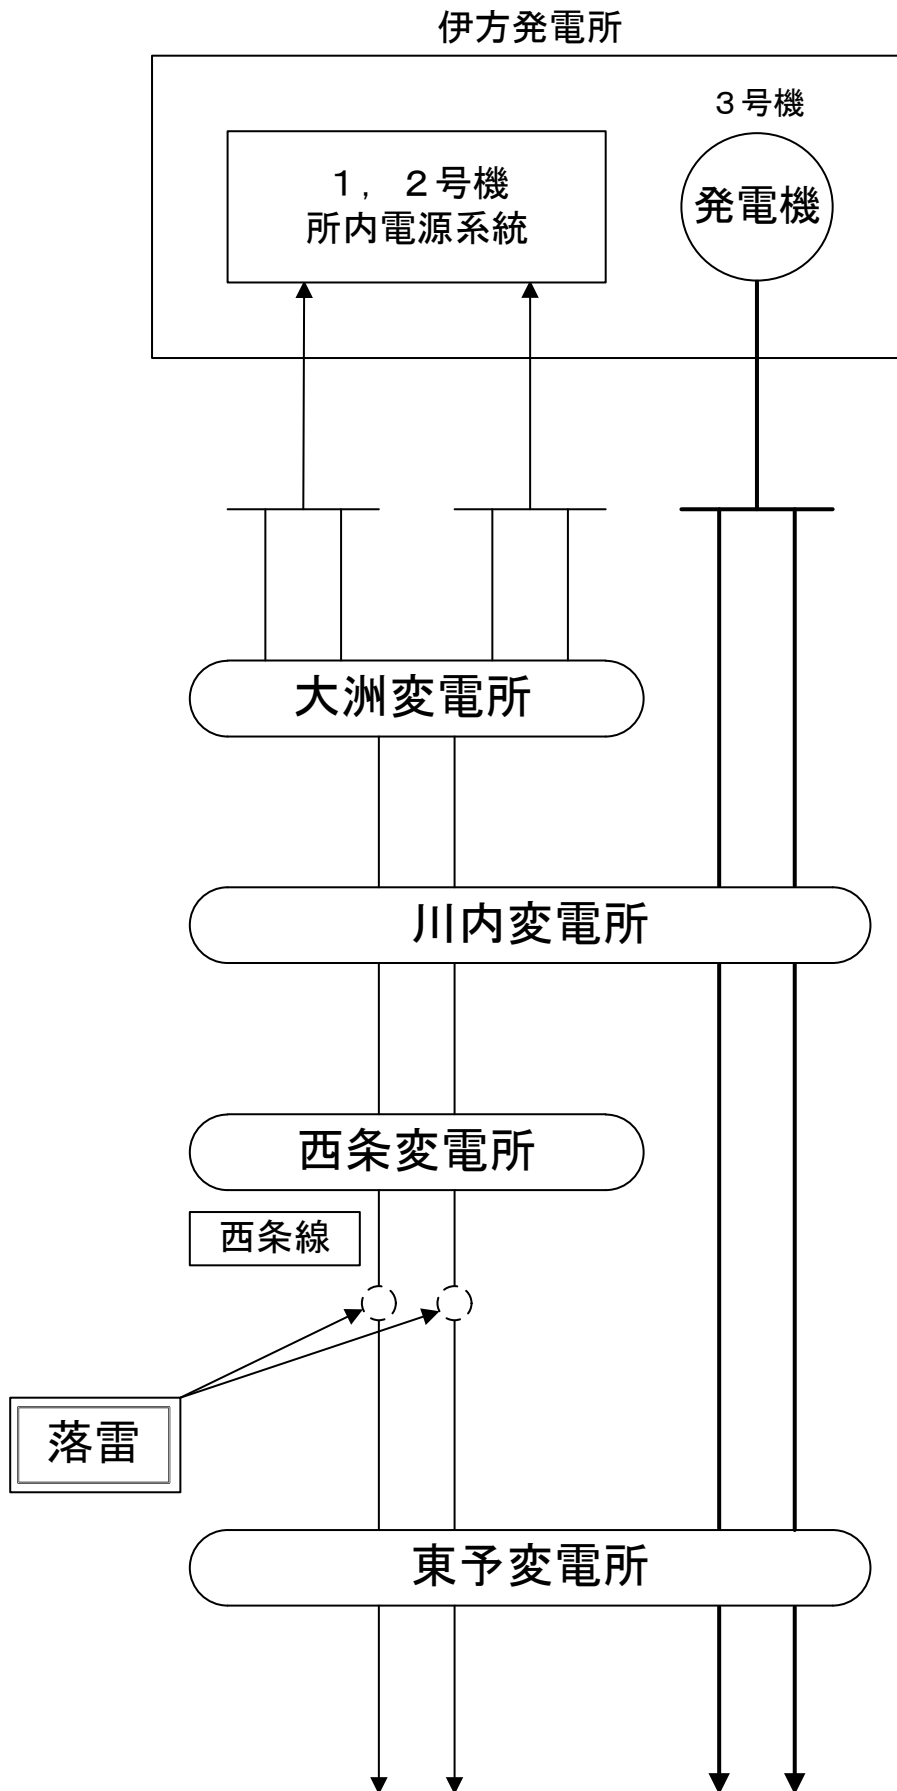 伊方発電所
３号機
１，２号機
所内電源系統
発電機
大洲変電所
川内変電所
西条変電所
西条線
落雷
東予変電所